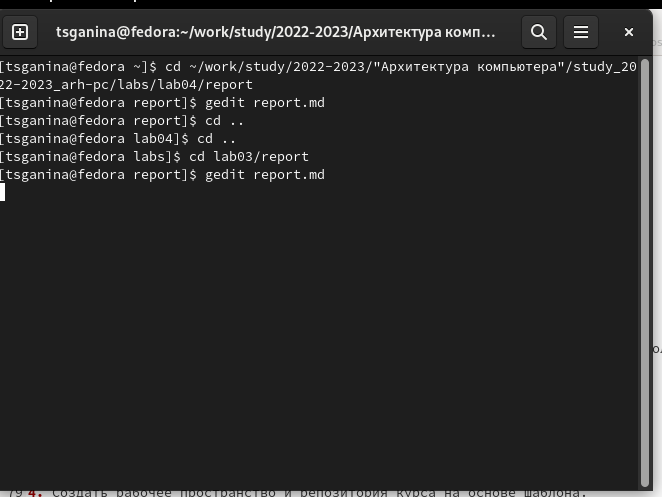 tsganina@fedora:~/work/study/2022-2023/Архитектура комп...
[tsganina@fedora ~]$ cd ~/work/study/2022-2023/"Архитектура компьютера"/study_20
22-2023_arh-pc/labs/lab04/report
[tsganina@fedora report]$ gedit report.md
[tsganina@fedora report]$ cd ..
[tsganina@fedora lab04]$ cd ..
[tsganina@fedora labs]$ cd lab03/report
[tsganina@fedora report]$ gedit report.md
79 4. Создать рабочее пространство и репозитория курса на основе шаблона.